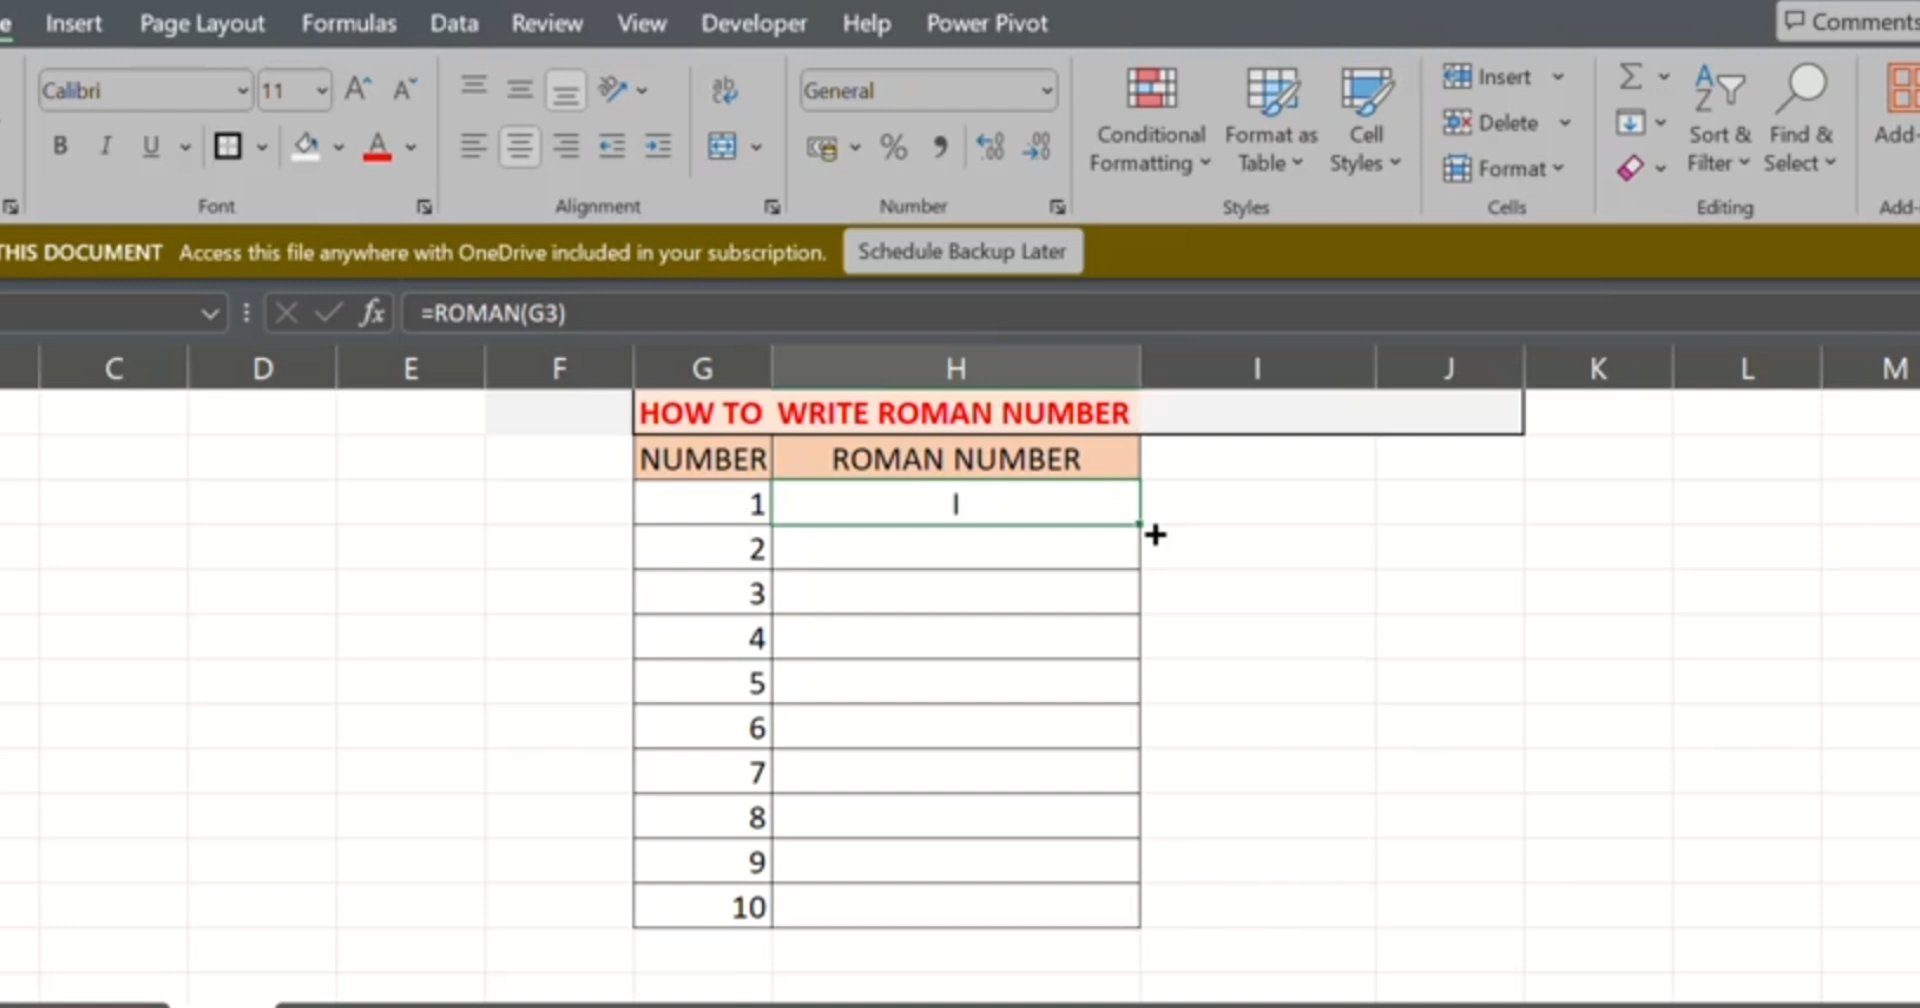 Insert Page Layout Formulas Data Review View Developer Help Power Pivot Comments
Calibri 11 General
Conditional Formatting
Format as Table
Cell Styles
Insert
Delete
Format
Sort & Filter
Find & Select
Add-
B I U A % Σ
Font Alignment Number Styles Cells Editing Add-
THIS DOCUMENT Access this file anywhere with OneDrive included in your subscription. Schedule Backup Later
fx =ROMAN(G3)
C D E F G H I J K L M
HOW TO WRITE ROMAN NUMBER
NUMBER ROMAN NUMBER
1 I
2
3
4
5
6
7
8
9
10